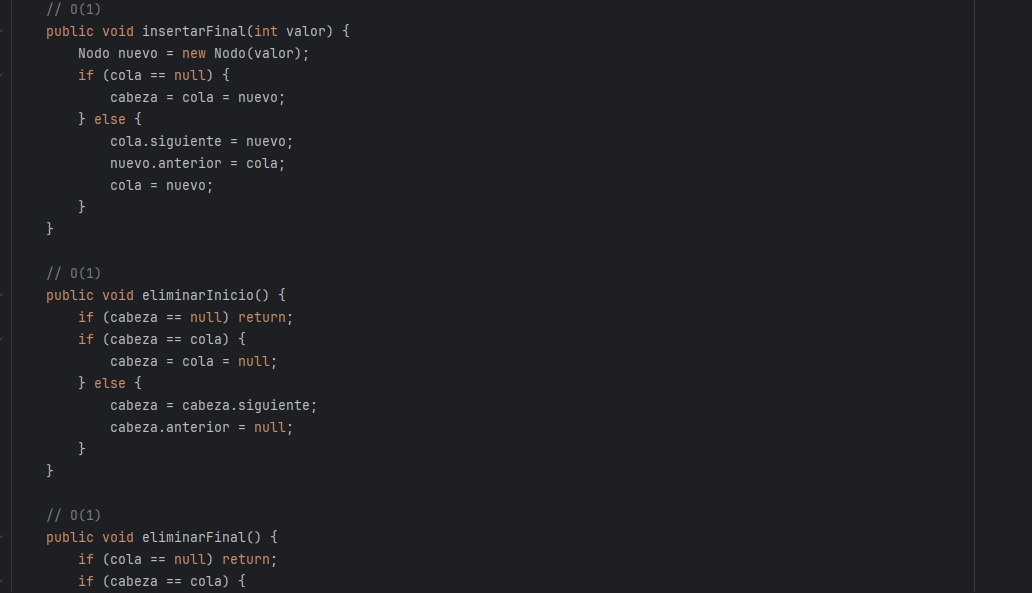 // O(1)
public void insertarFinal(int valor) {
    Nodo nuevo = new Nodo(valor);
    if (cola == null) {
        cabeza = cola = nuevo;
    } else {
        cola.siguiente = nuevo;
        nuevo.anterior = cola;
        cola = nuevo;
    }
}

// O(1)
public void eliminarInicio() {
    if (cabeza == null) return;
    if (cabeza == cola) {
        cabeza = cola = null;
    } else {
        cabeza = cabeza.siguiente;
        cabeza.anterior = null;
    }
}

// O(1)
public void eliminarFinal() {
    if (cola == null) return;
    if (cabeza == cola) {